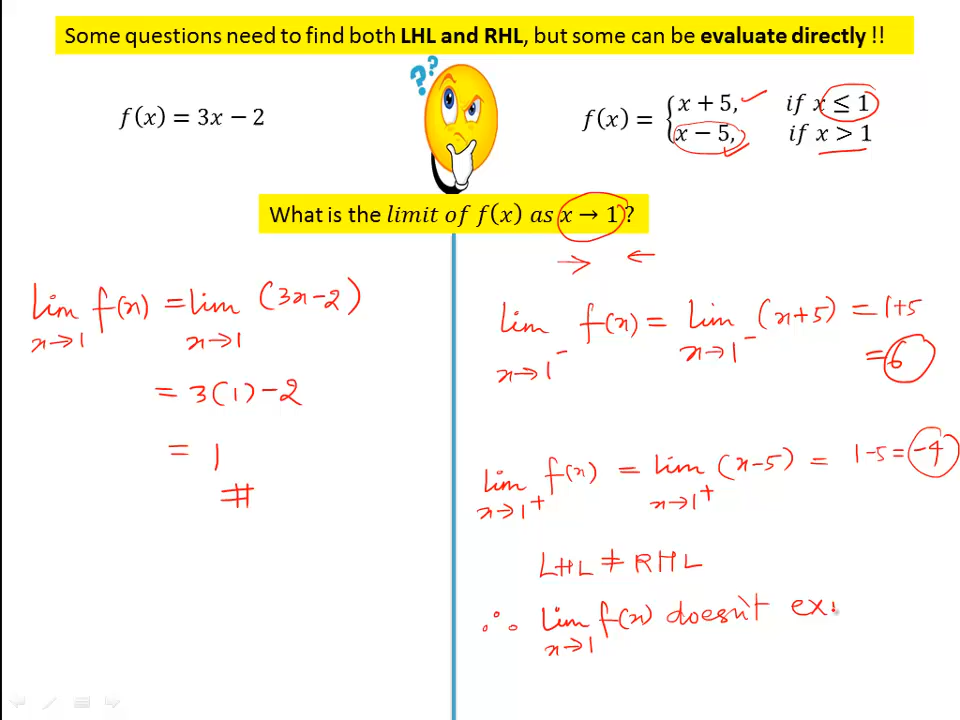 Some questions need to find both LHL and RHL, but some can be evaluate directly !!
??
f(x) = 3x − 2
f(x) = { x + 5, if x ≤ 1
x − 5, if x > 1
What is the limit of f(x) as x → 1 ?
lim x→1 f(x) = lim x→1 (3x−2)
= 3(1) −2
= 1
#
→ ←
lim x→1⁻ f(x) = lim x→1⁻ (x+5) = 1+5
= 6
lim x→1⁺ f(x) = lim x→1⁺ (x−5) = 1−5 = −4
LHL ≠ RHL
∴ lim x→1 f(x) doesn't exi